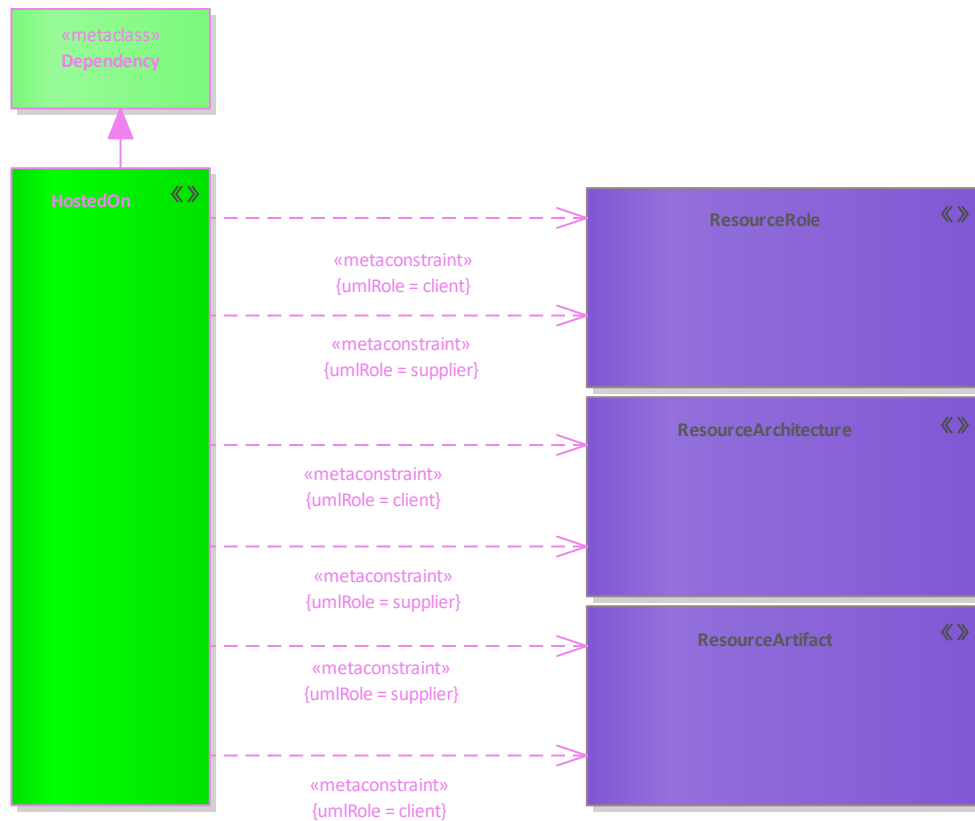 «metaclass»
Dependency
HostedOn
«»
ResourceRole
«»
«metaconstraint»
{umlRole = client}
«metaconstraint»
{umlRole = supplier}
ResourceArchitecture
«»
«metaconstraint»
{umlRole = client}
«metaconstraint»
{umlRole = supplier}
ResourceArtifact
«»
«metaconstraint»
{umlRole = supplier}
«metaconstraint»
{umlRole = client}